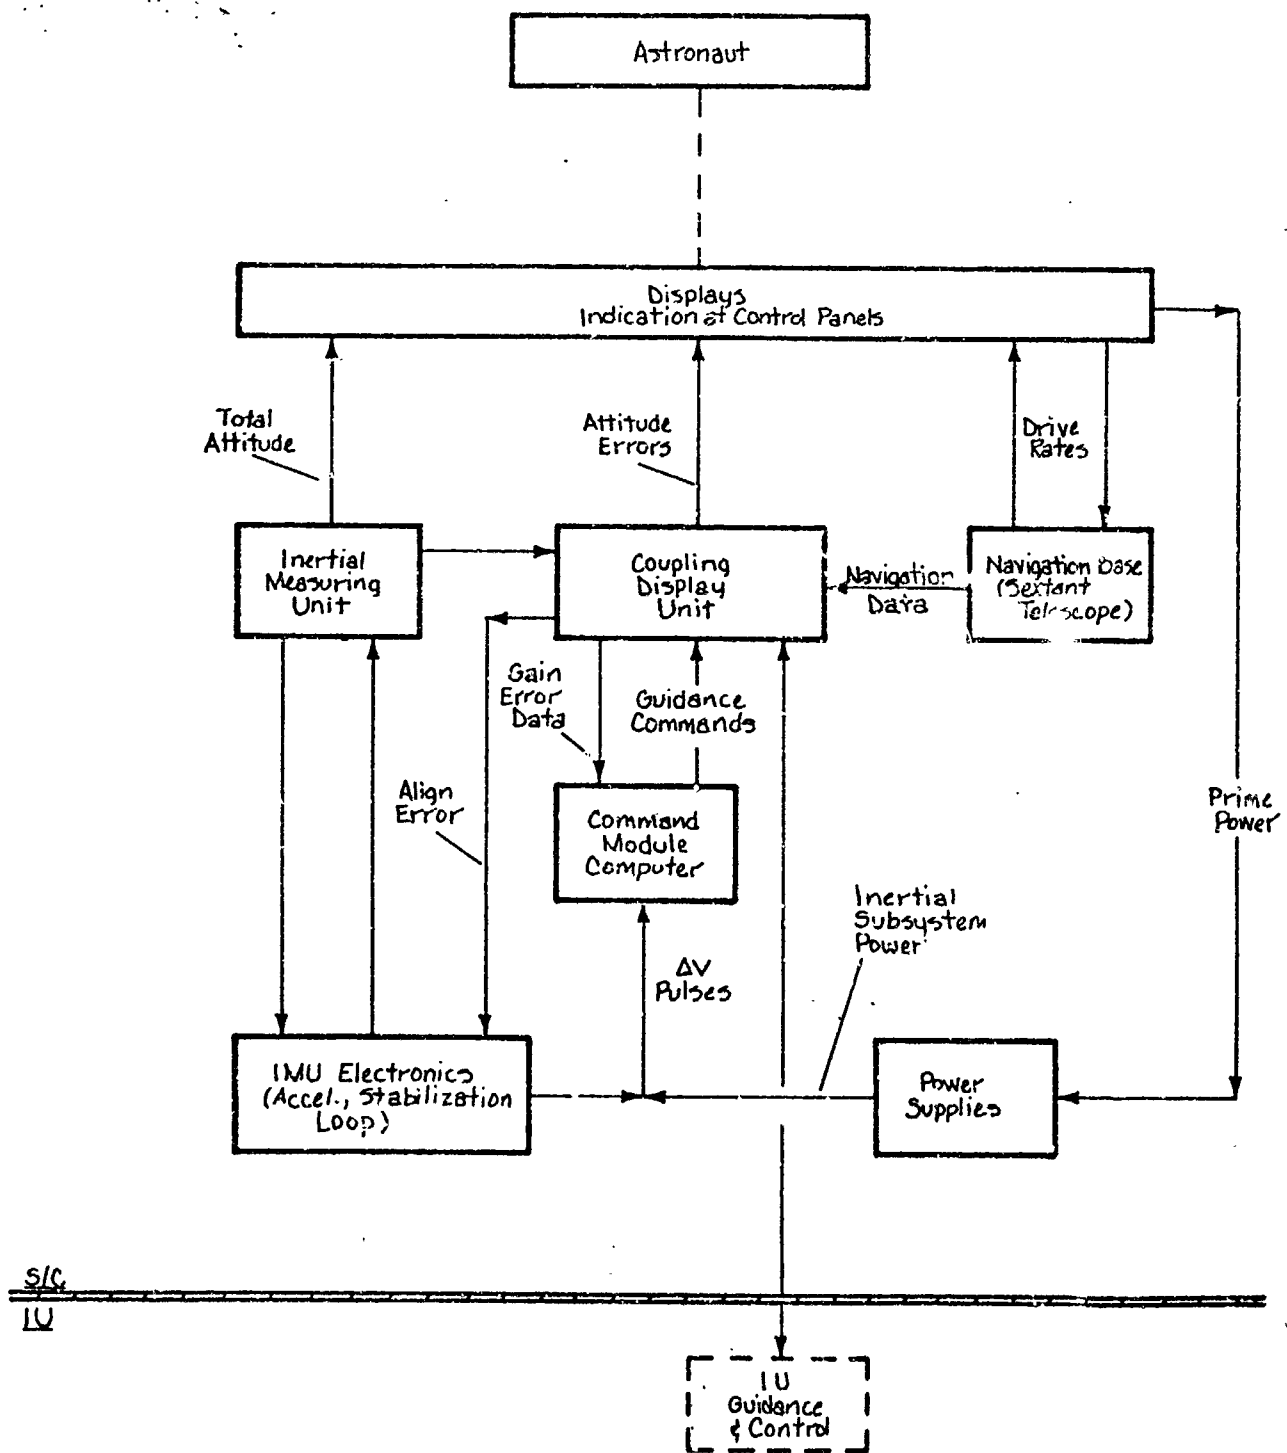 Astronaut
Displays
Indication of Control Panels
Total
Attitude
Attitude
Errors
Drive
Rates
Inertial
Measuring
Unit
Coupling
Display
Unit
Navigation
Data
Navigation Base
(Sextant
Telescope)
Gain
Error
Data
Guidance
Commands
Align
Error
Command
Module
Computer
Prime
Power
Inertial
Subsystem
Power
ΔV
Pulses
IMU Electronics
(Accel., Stabilization
Loop)
Power
Supplies
S/C
IU
IU
Guidance
& Control